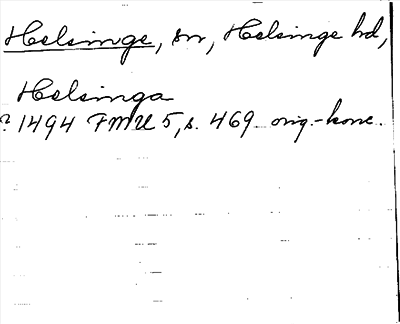 Helsinge, sn, Helsinge hd,
Helsinga
? 1494 FMU 5, s. 469 orig.-konc.